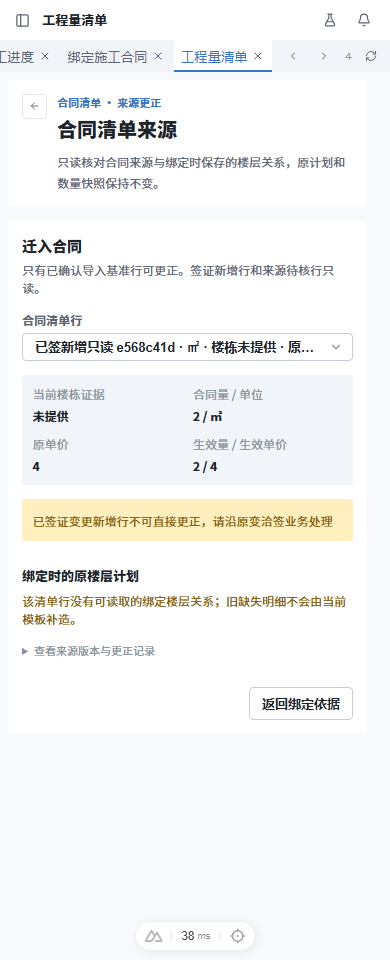 工程量清单
工进度
绑定施工合同
工程量清单
4
合同清单 · 来源更正
合同清单来源
只读核对合同来源与绑定时保存的楼层关系，原计划和
数量快照保持不变。
迁入合同
只有已确认导入基准行可更正。签证新增行和来源待核行只
读。
合同清单行
已签新增只读 e568c41d · ㎡ · 楼栋未提供 · 原...
当前楼栋证据
合同量 / 单位
未提供
2 / ㎡
原单价
生效量 / 生效单价
4
2 / 4
已签证变更新增行不可直接更正，请沿原变洽签业务处理
绑定时的原楼层计划
该清单行没有可读取的绑定楼层关系；旧缺失明细不会由当前
模板补造。
查看来源版本与更正记录
返回绑定依据
38 ms